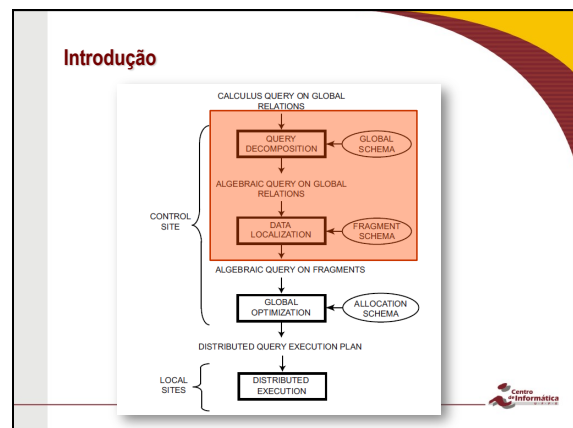 Introdução
CALCULUS QUERY ON GLOBAL
RELATIONS
QUERY
DECOMPOSITION
GLOBAL
SCHEMA
ALGEBRAIC QUERY ON GLOBAL
RELATIONS
CONTROL
SITE
DATA
LOCALIZATION
FRAGMENT
SCHEMA
ALGEBRAIC QUERY ON FRAGMENTS
GLOBAL
OPTIMIZATION
ALLOCATION
SCHEMA
DISTRIBUTED QUERY EXECUTION PLAN
LOCAL
SITES
DISTRIBUTED
EXECUTION
Centro
de Informática